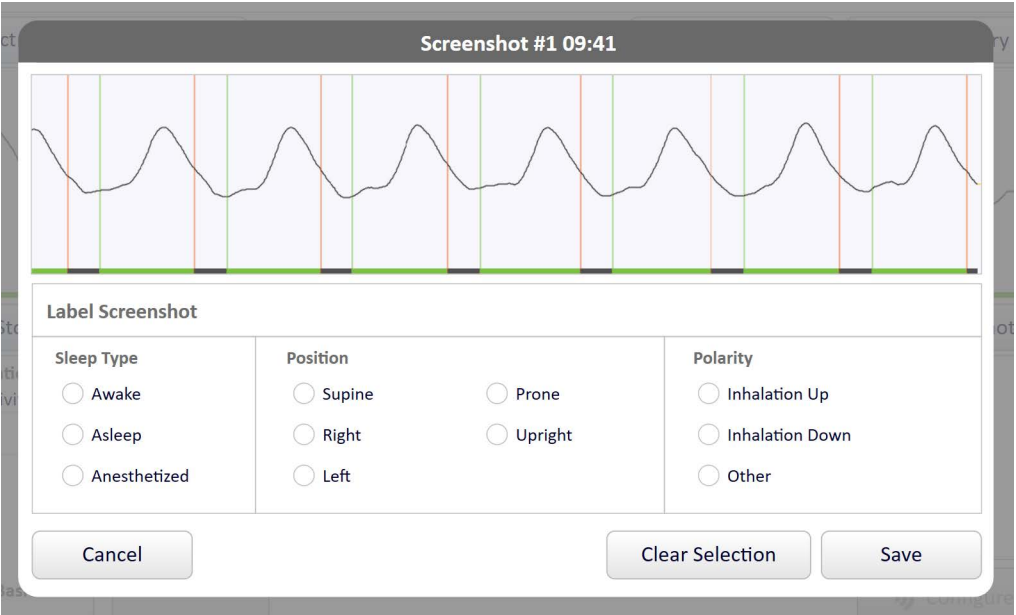 Screenshot #1 09:41
Label Screenshot
Sleep Type
Awake
Asleep
Anesthetized
Position
Supine
Right
Left
Prone
Upright
Polarity
Inhalation Up
Inhalation Down
Other
Cancel
Clear Selection
Save
Configure